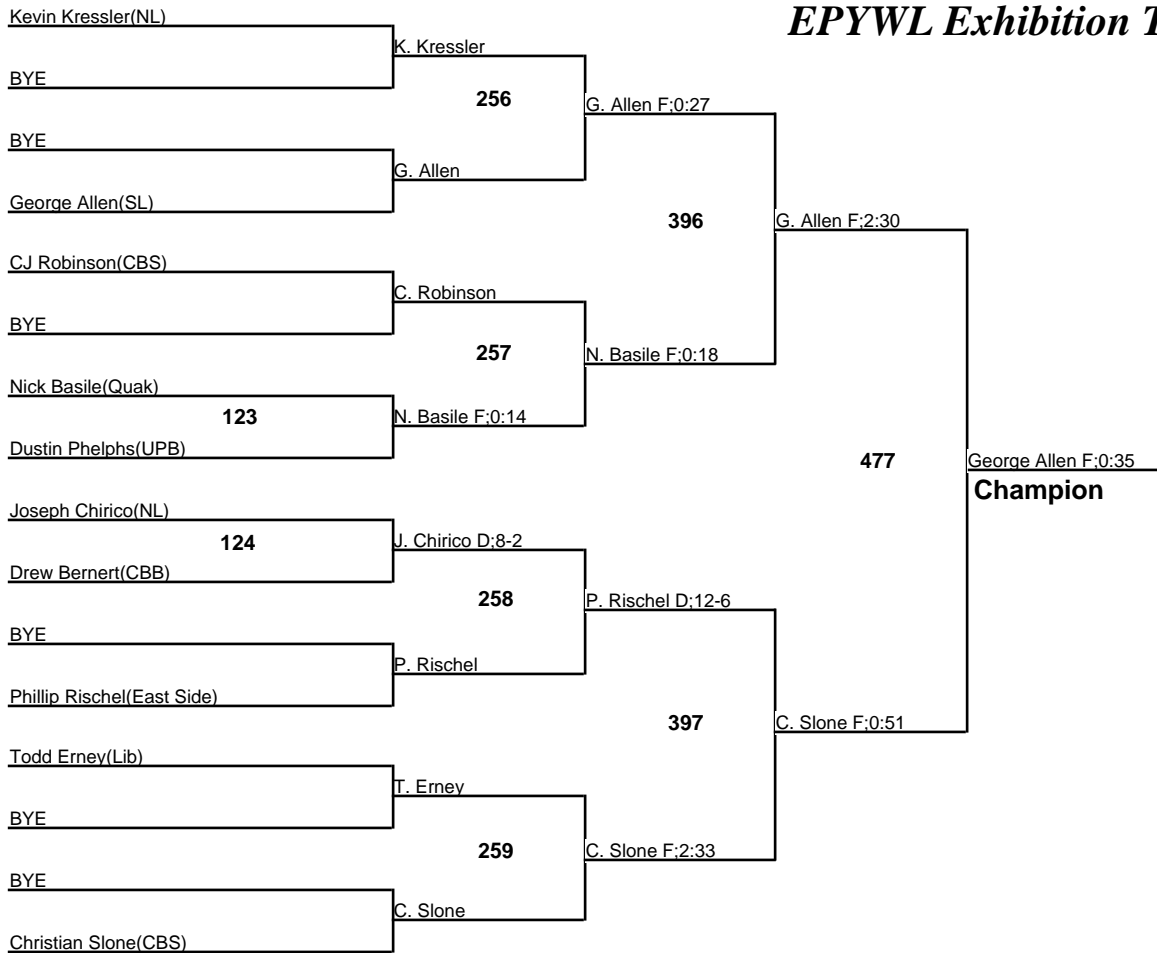 EPYWL Exhibition T
Kevin Kressler(NL)
K. Kressler
BYE
256
G. Allen F;0:27
BYE
G. Allen
George Allen(SL)
396
G. Allen F;2:30
CJ Robinson(CBS)
C. Robinson
BYE
257
N. Basile F;0:18
Nick Basile(Quak)
123
N. Basile F;0:14
Dustin Phelphs(UPB)
477
George Allen F;0:35
Champion
Joseph Chirico(NL)
124
J. Chirico D;8-2
Drew Bernert(CBB)
258
P. Rischel D;12-6
BYE
P. Rischel
Phillip Rischel(East Side)
397
C. Slone F;0:51
Todd Erney(Lib)
T. Erney
BYE
259
C. Slone F;2:33
BYE
C. Slone
Christian Slone(CBS)